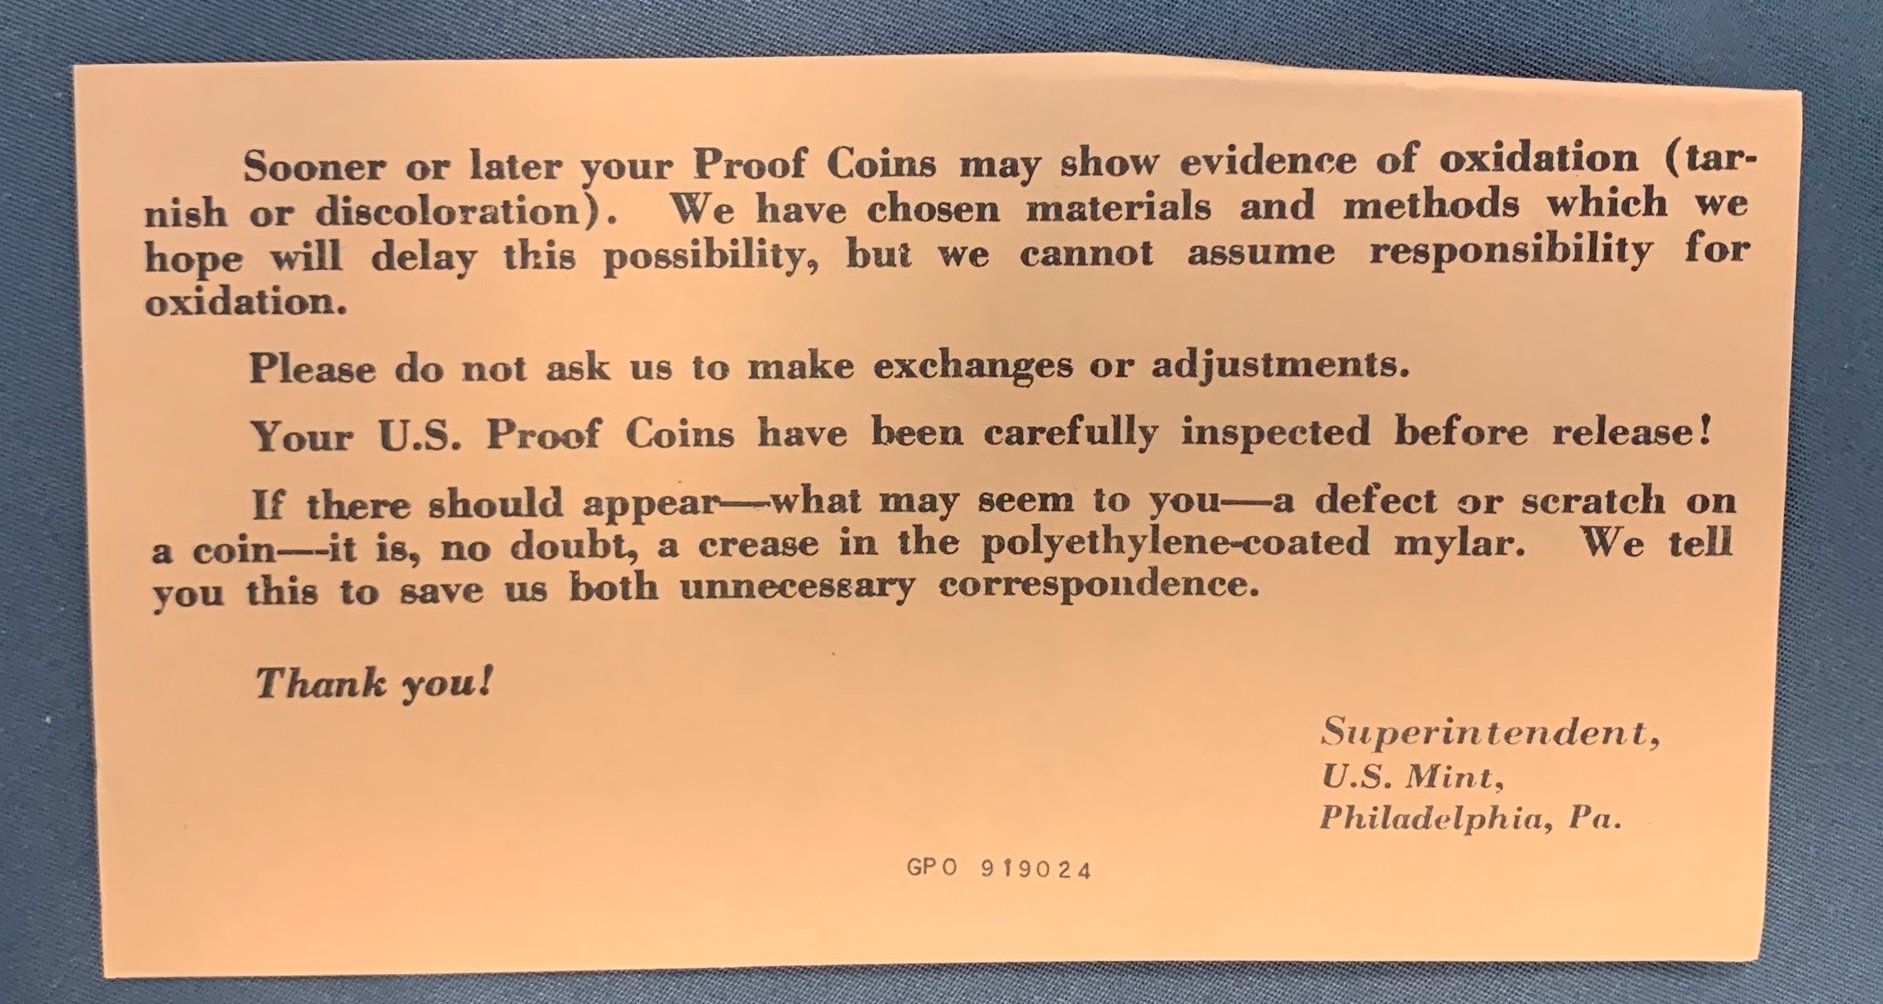 Sooner or later your Proof Coins may show evidence of oxidation (tar-
nish or discoloration). We have chosen materials and methods which we
hope will delay this possibility, but we cannot assume responsibility for
oxidation.
Please do not ask us to make exchanges or adjustments.
Your U.S. Proof Coins have been carefully inspected before release!
If there should appear—what may seem to you—a defect or scratch on
a coin—it is, no doubt, a crease in the polyethylene-coated mylar. We tell
you this to save us both unnecessary correspondence.
Thank you!
Superintendent,
U.S. Mint,
Philadelphia, Pa.
GPO 919024